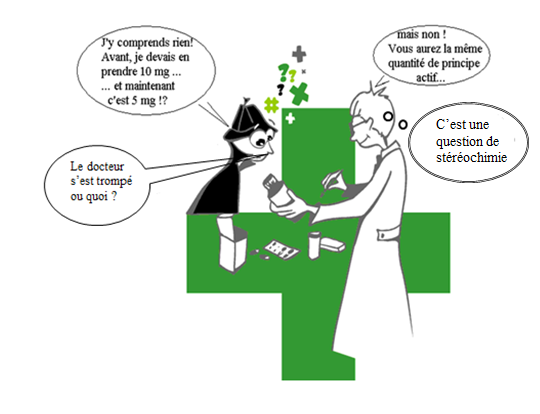 J'y comprends rien!
Avant, je devais en
prendre 10 mg ...
... et maintenant
c'est 5 mg !?
mais non !
Vous aurez la même
quantité de principe
actif...
C'est une
question de
stéréochimie
Le docteur
s'est trompé
ou quoi ?